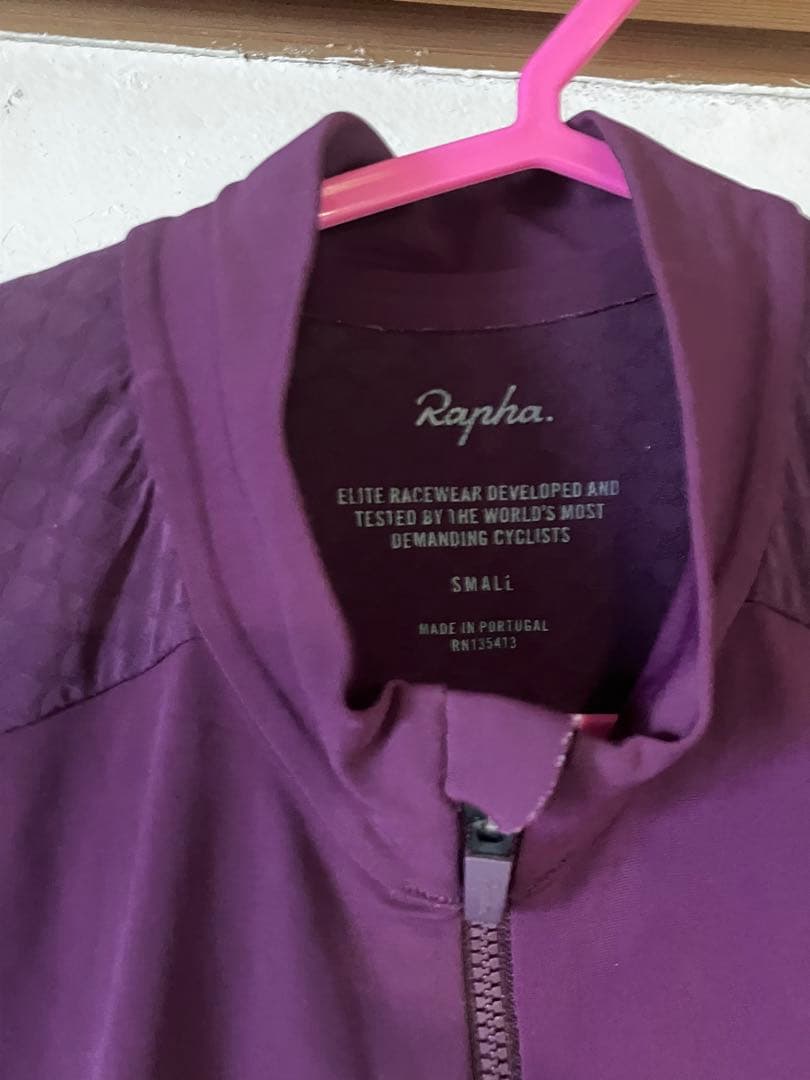 Rapha.
ELITE RACEWEAR DEVELOPED AND
TESTED BY THE WORLD'S MOST
DEMANDING CYCLISTS
SMALL
MADE IN PORTUGAL
RN135413